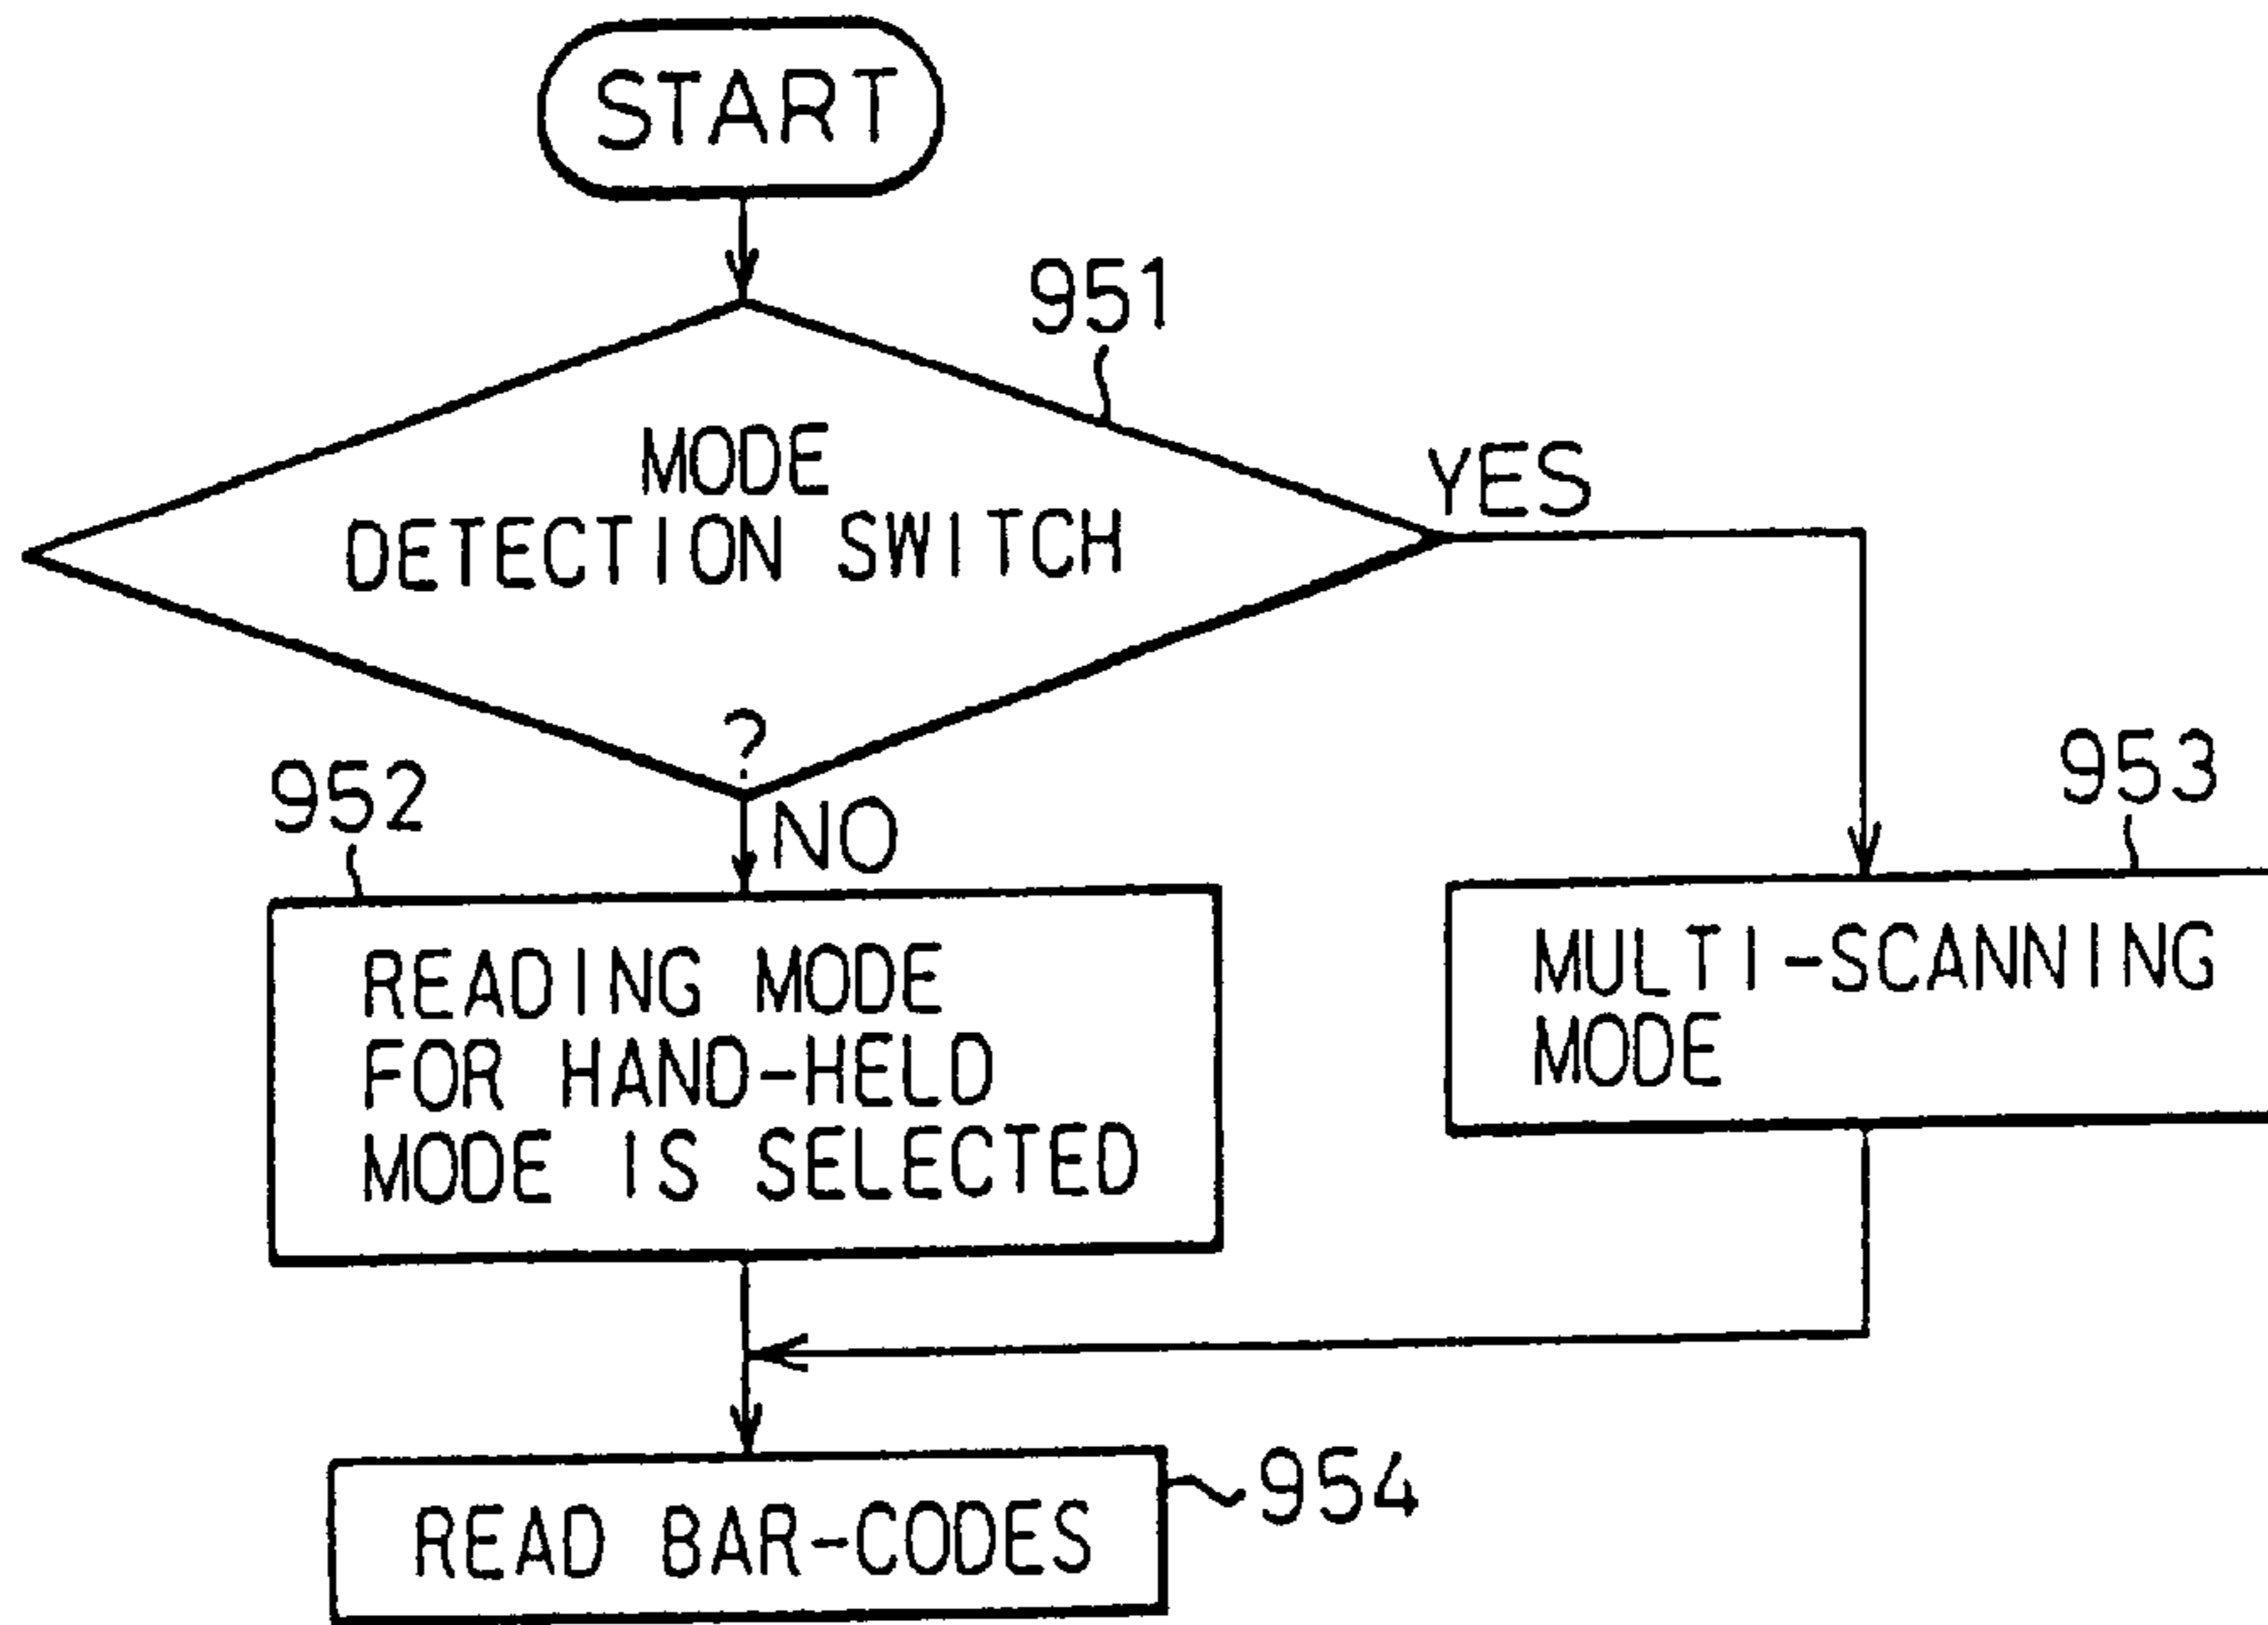 START
951
MODE
DETECTION SWITCH
?
YES
NO
952
READING MODE
FOR HAND-HELD
MODE IS SELECTED
953
MULTI-SCANNING
MODE
READ BAR-CODES
954